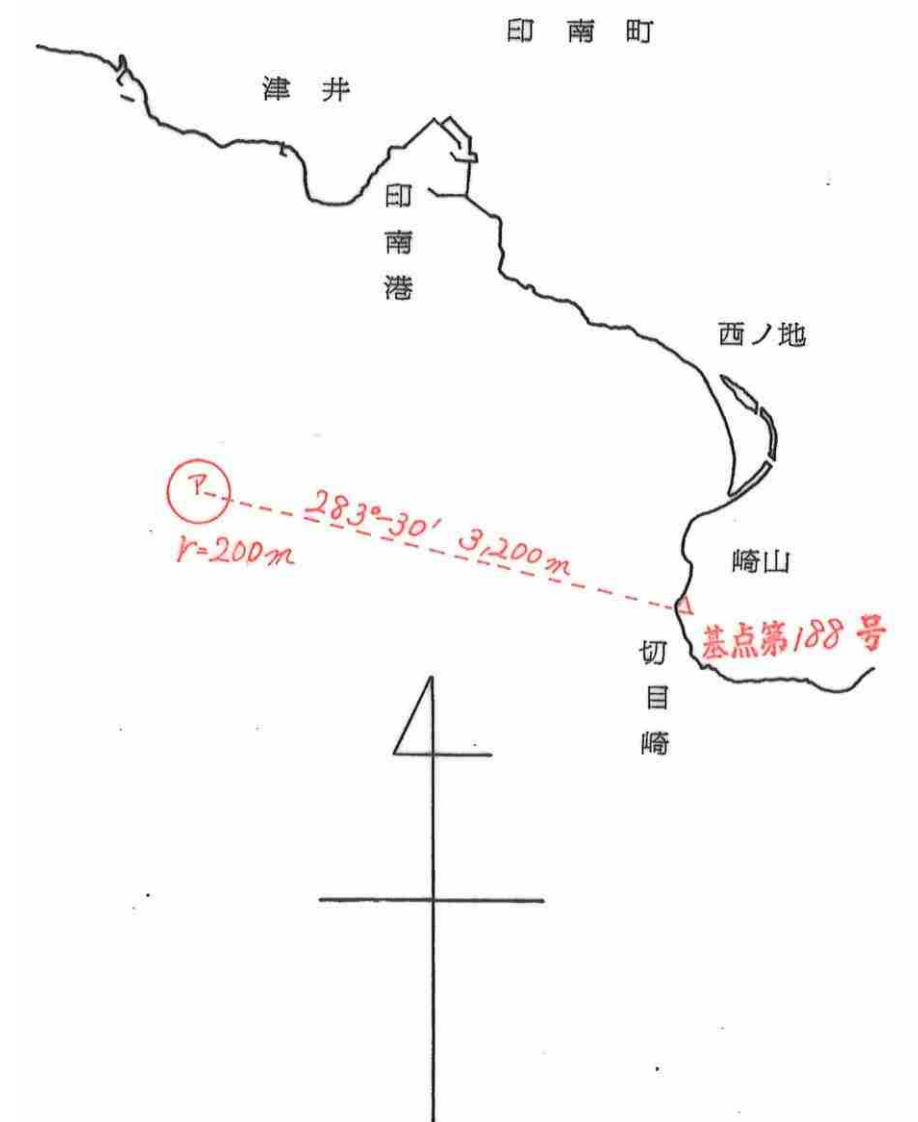 印南町
津井
印南港
西ノ地
ア
283°-30′ 3,200m
r=200m
崎山
基点第188号
切目崎